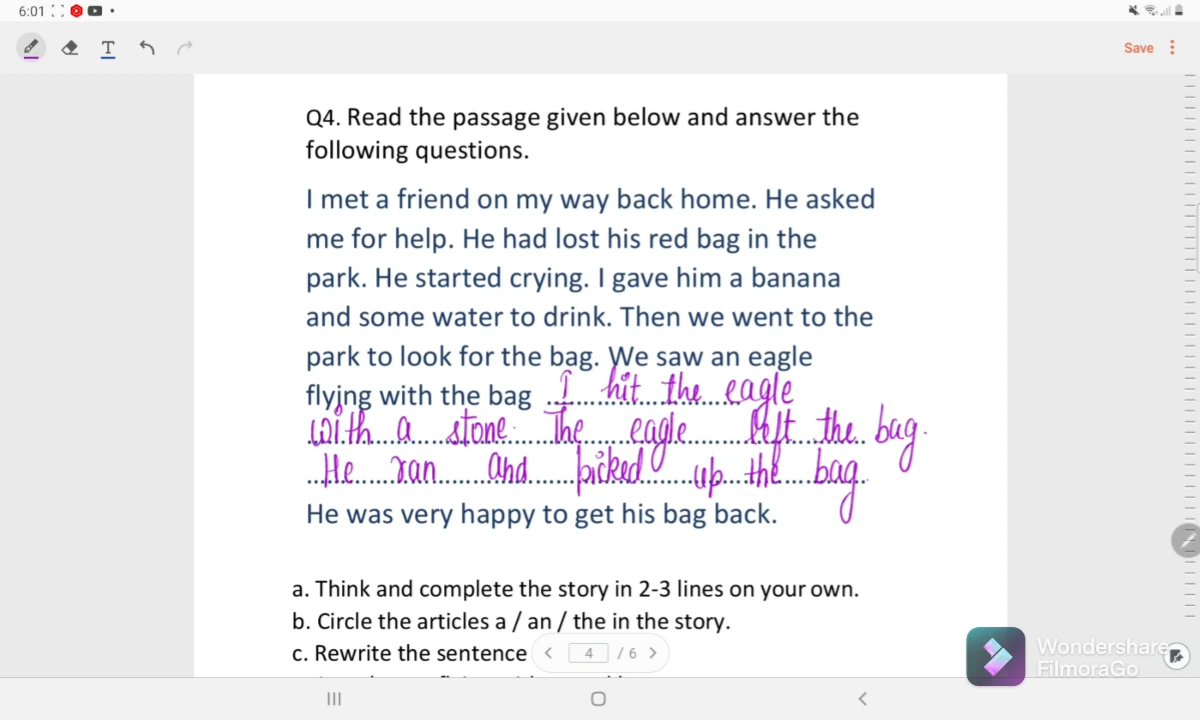 6:01
T
Save
Q4. Read the passage given below and answer the
following questions.
I met a friend on my way back home. He asked
me for help. He had lost his red bag in the
park. He started crying. I gave him a banana
and some water to drink. Then we went to the
park to look for the bag. We saw an eagle
flying with the bag I hit the eagle
with a stone. The eagle left the bag.
He ran and picked up the bag
He was very happy to get his bag back.
a. Think and complete the story in 2-3 lines on your own.
b. Circle the articles a / an / the in the story.
c. Rewrite the sentence
4 / 6
Wondershare
FilmoraGo